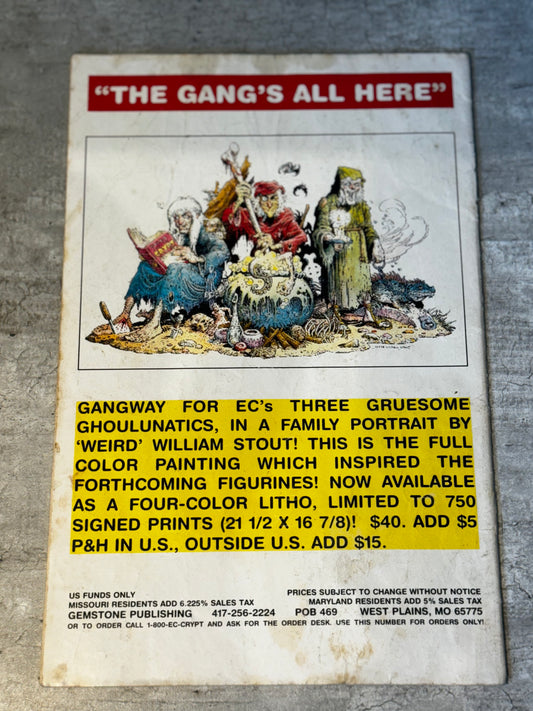 "THE GANG'S ALL HERE"
GANGWAY FOR EC's THREE GRUESOME
GHOULUNATICS, IN A FAMILY PORTRAIT BY
'WEIRD' WILLIAM STOUT! THIS IS THE FULL
COLOR PAINTING WHICH INSPIRED THE
FORTHCOMING FIGURINES! NOW AVAILABLE
AS A FOUR-COLOR LITHO, LIMITED TO 750
SIGNED PRINTS (21 1/2 X 16 7/8)! $40. ADD $5
P&H IN U.S., OUTSIDE U.S. ADD $15.
US FUNDS ONLY PRICES SUBJECT TO CHANGE WITHOUT NOTICE
MISSOURI RESIDENTS ADD 6.225% SALES TAX MARYLAND RESIDENTS ADD 5% SALES TAX
GEMSTONE PUBLISHING 417-256-2224 POB 469 WEST PLAINS, MO 65775
OR TO ORDER CALL 1-800-EC-CRYPT AND ASK FOR THE ORDER DESK. USE THIS NUMBER FOR ORDERS ONLY!